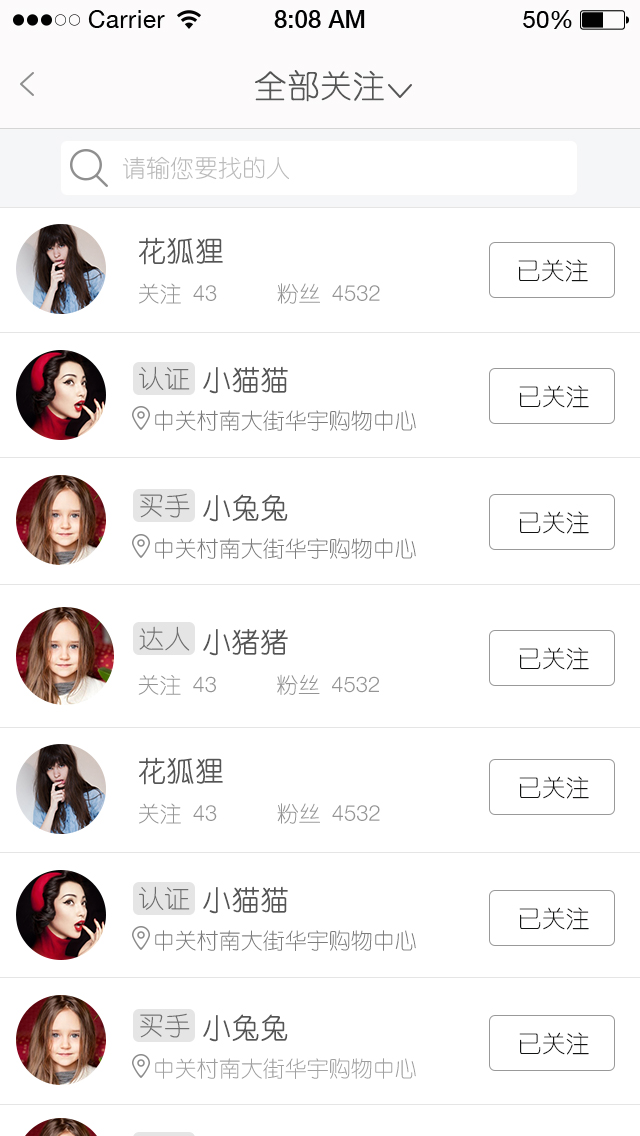 Carrier 8:08 AM 50%
全部关注
请输您要找的人
花狐狸
关注 43 粉丝 4532
已关注
认证 小猫猫
中关村南大街华宇购物中心
已关注
买手 小兔兔
中关村南大街华宇购物中心
已关注
达人 小猪猪
关注 43 粉丝 4532
已关注
花狐狸
关注 43 粉丝 4532
已关注
认证 小猫猫
中关村南大街华宇购物中心
已关注
买手 小兔兔
中关村南大街华宇购物中心
已关注